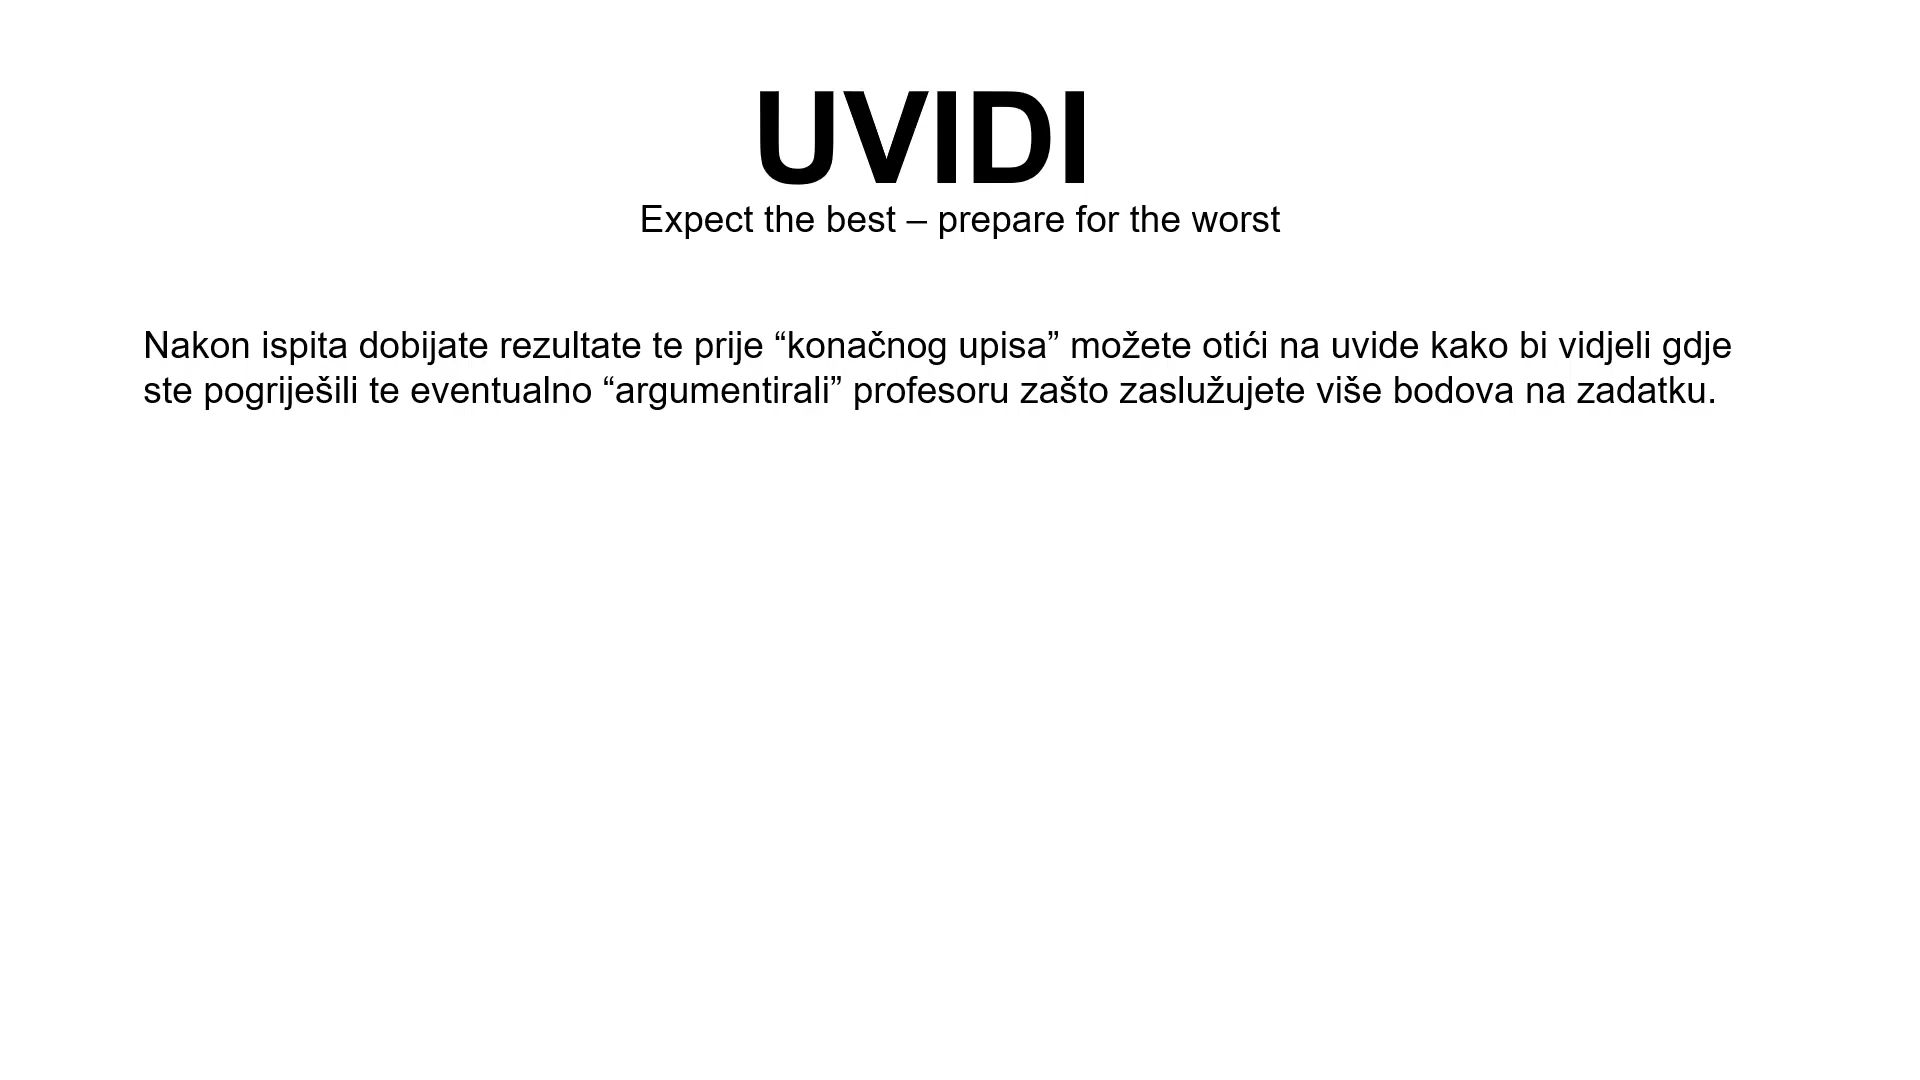 UVIDI
Expect the best – prepare for the worst
Nakon ispita dobijate rezultate te prije “konačnog upisa” možete otići na uvide kako bi vidjeli gdje
ste pogriješili te eventualno “argumentirali” profesoru zašto zaslužujete više bodova na zadatku.